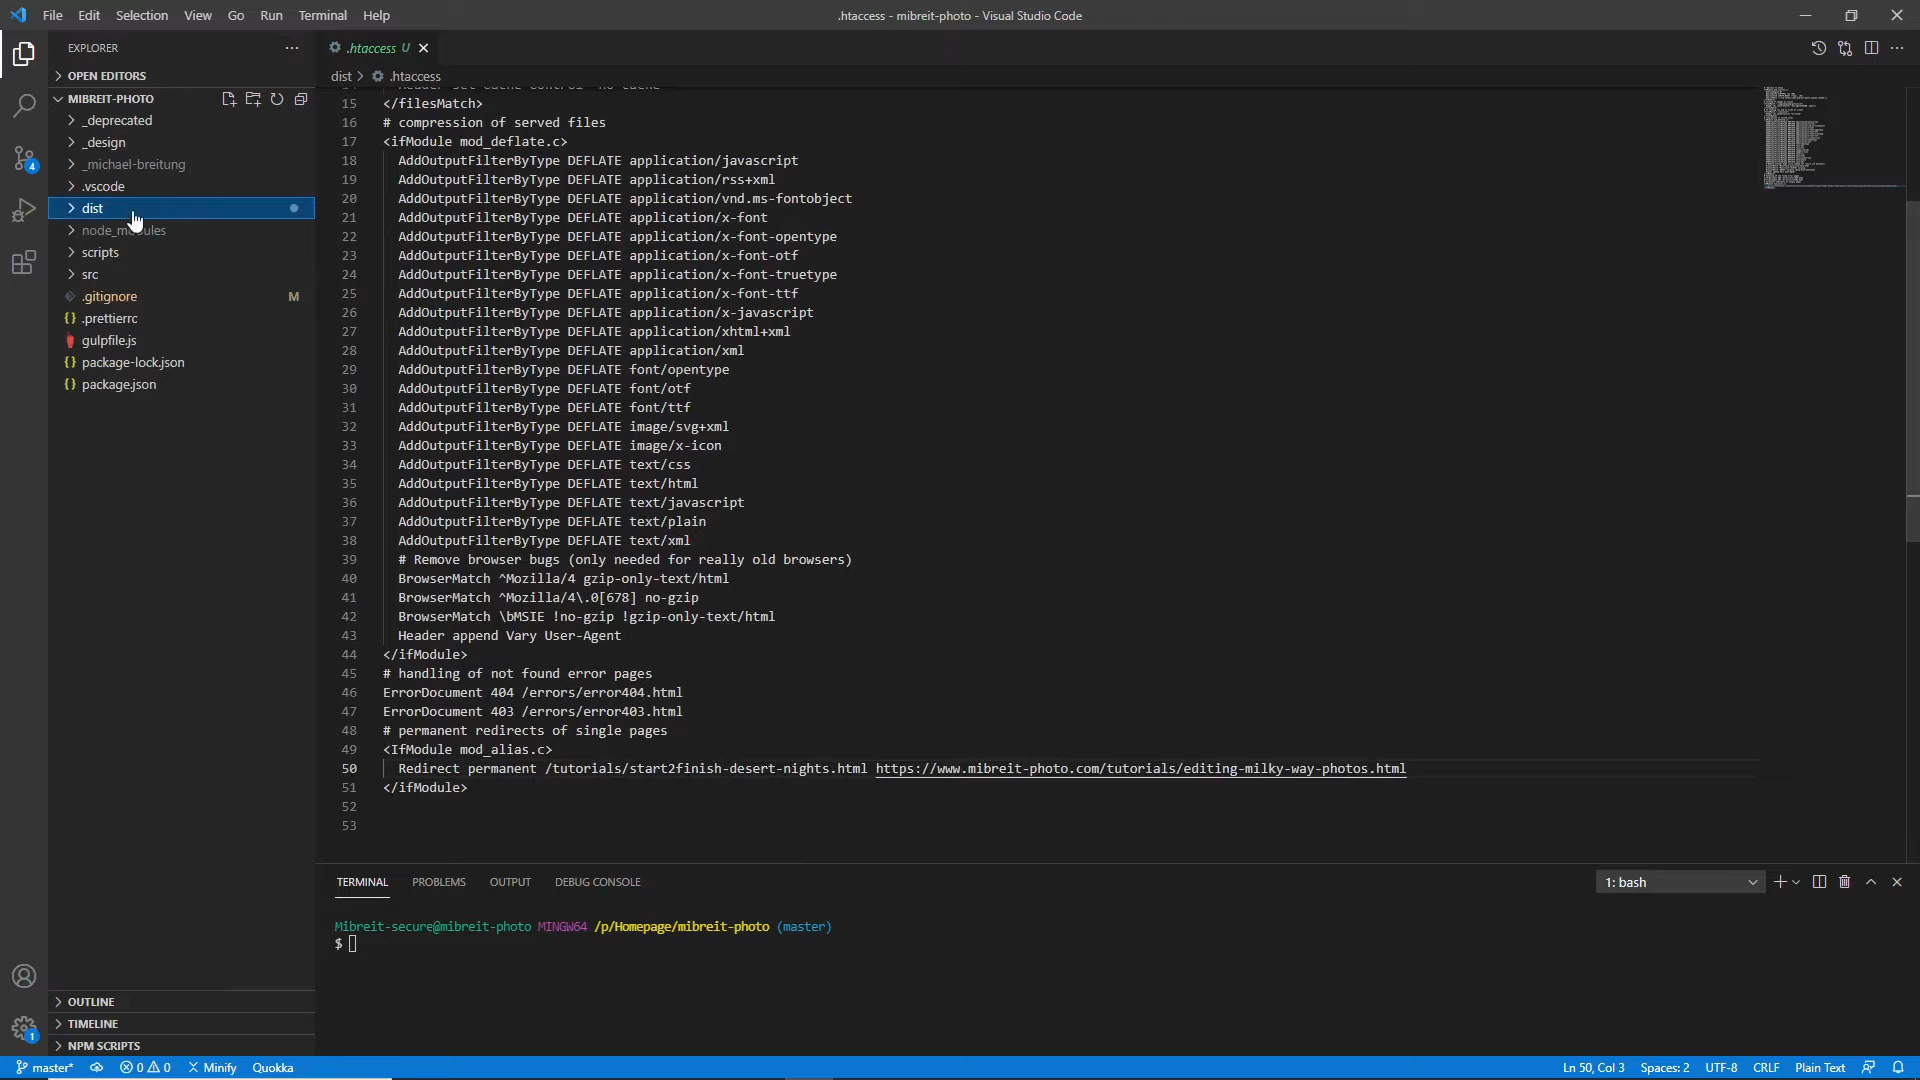 File Edit Selection View Go Run Terminal Help
.htaccess - mibreit-photo - Visual Studio Code
EXPLORER
OPEN EDITORS
MIBREIT-PHOTO
_deprecated
_design
_michael-breitung
.vscode
dist
node_modules
scripts
src
.gitignore M
.prettierrc
gulpfile.js
package-lock.json
package.json
OUTLINE
TIMELINE
NPM SCRIPTS
.htaccess U
dist > .htaccess
15 </filesMatch>
16 # compression of served files
17 <ifModule mod_deflate.c>
18 AddOutputFilterByType DEFLATE application/javascript
19 AddOutputFilterByType DEFLATE application/rss+xml
20 AddOutputFilterByType DEFLATE application/vnd.ms-fontobject
21 AddOutputFilterByType DEFLATE application/x-font
22 AddOutputFilterByType DEFLATE application/x-font-opentype
23 AddOutputFilterByType DEFLATE application/x-font-otf
24 AddOutputFilterByType DEFLATE application/x-font-truetype
25 AddOutputFilterByType DEFLATE application/x-font-ttf
26 AddOutputFilterByType DEFLATE application/x-javascript
27 AddOutputFilterByType DEFLATE application/xhtml+xml
28 AddOutputFilterByType DEFLATE application/xml
29 AddOutputFilterByType DEFLATE font/opentype
30 AddOutputFilterByType DEFLATE font/otf
31 AddOutputFilterByType DEFLATE font/ttf
32 AddOutputFilterByType DEFLATE image/svg+xml
33 AddOutputFilterByType DEFLATE image/x-icon
34 AddOutputFilterByType DEFLATE text/css
35 AddOutputFilterByType DEFLATE text/html
36 AddOutputFilterByType DEFLATE text/javascript
37 AddOutputFilterByType DEFLATE text/plain
38 AddOutputFilterByType DEFLATE text/xml
39 # Remove browser bugs (only needed for really old browsers)
40 BrowserMatch ^Mozilla/4 gzip-only-text/html
41 BrowserMatch ^Mozilla/4\.0[678] no-gzip
42 BrowserMatch \bMSIE !no-gzip !gzip-only-text/html
43 Header append Vary User-Agent
44 </ifModule>
45 # handling of not found error pages
46 ErrorDocument 404 /errors/error404.html
47 ErrorDocument 403 /errors/error403.html
48 # permanent redirects of single pages
49 <IfModule mod_alias.c>
50 Redirect permanent /tutorials/start2finish-desert-nights.html https://www.mibreit-photo.com/tutorials/editing-milky-way-photos.html
51 </ifModule>
52
53
TERMINAL PROBLEMS OUTPUT DEBUG CONSOLE
1: bash
Mibreit-secure@mibreit-photo MINGW64 /p/Homepage/mibreit-photo (master)
$
4
1
master* 0 0 Minify Quokka
Ln 50, Col 3 Spaces: 2 UTF-8 CRLF Plain Text